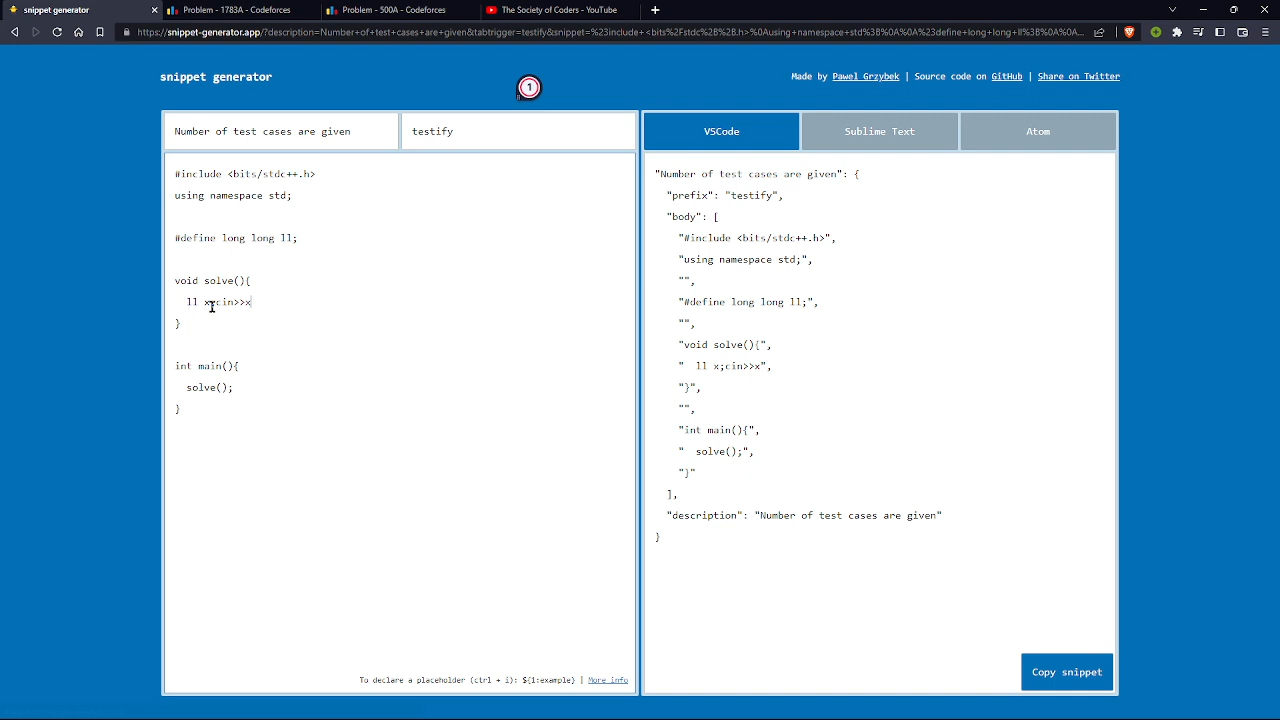 snippet generator
Problem - 1783A - Codeforces
Problem - 500A - Codeforces
The Society of Coders - YouTube
https://snippet-generator.app/?description=Number+of+test+cases+are+given&tabtrigger=testify&snippet=%23include+<bits%2Fstdc%2B%2B.h>%0Ausing+namespace+std%3B%0A%0A%23define+long+long+ll%3B%0A%0A...
snippet generator
1
Made by Pawel Grzybek | Source code on GitHub | Share on Twitter
Number of test cases are given
testify
#include <bits/stdc++.h>
using namespace std;
#define long long ll;
void solve(){
ll x;cin>>x
}
int main(){
solve();
}
To declare a placeholder (ctrl + i): ${1:example} | More info
VSCode
Sublime Text
Atom
"Number of test cases are given": {
"prefix": "testify",
"body": [
"#include <bits/stdc++.h>",
"using namespace std;",
"",
"#define long long ll;",
"",
"void solve(){",
"  ll x;cin>>x",
"}",
"",
"int main(){",
"  solve();",
"}"
],
"description": "Number of test cases are given"
}
Copy snippet